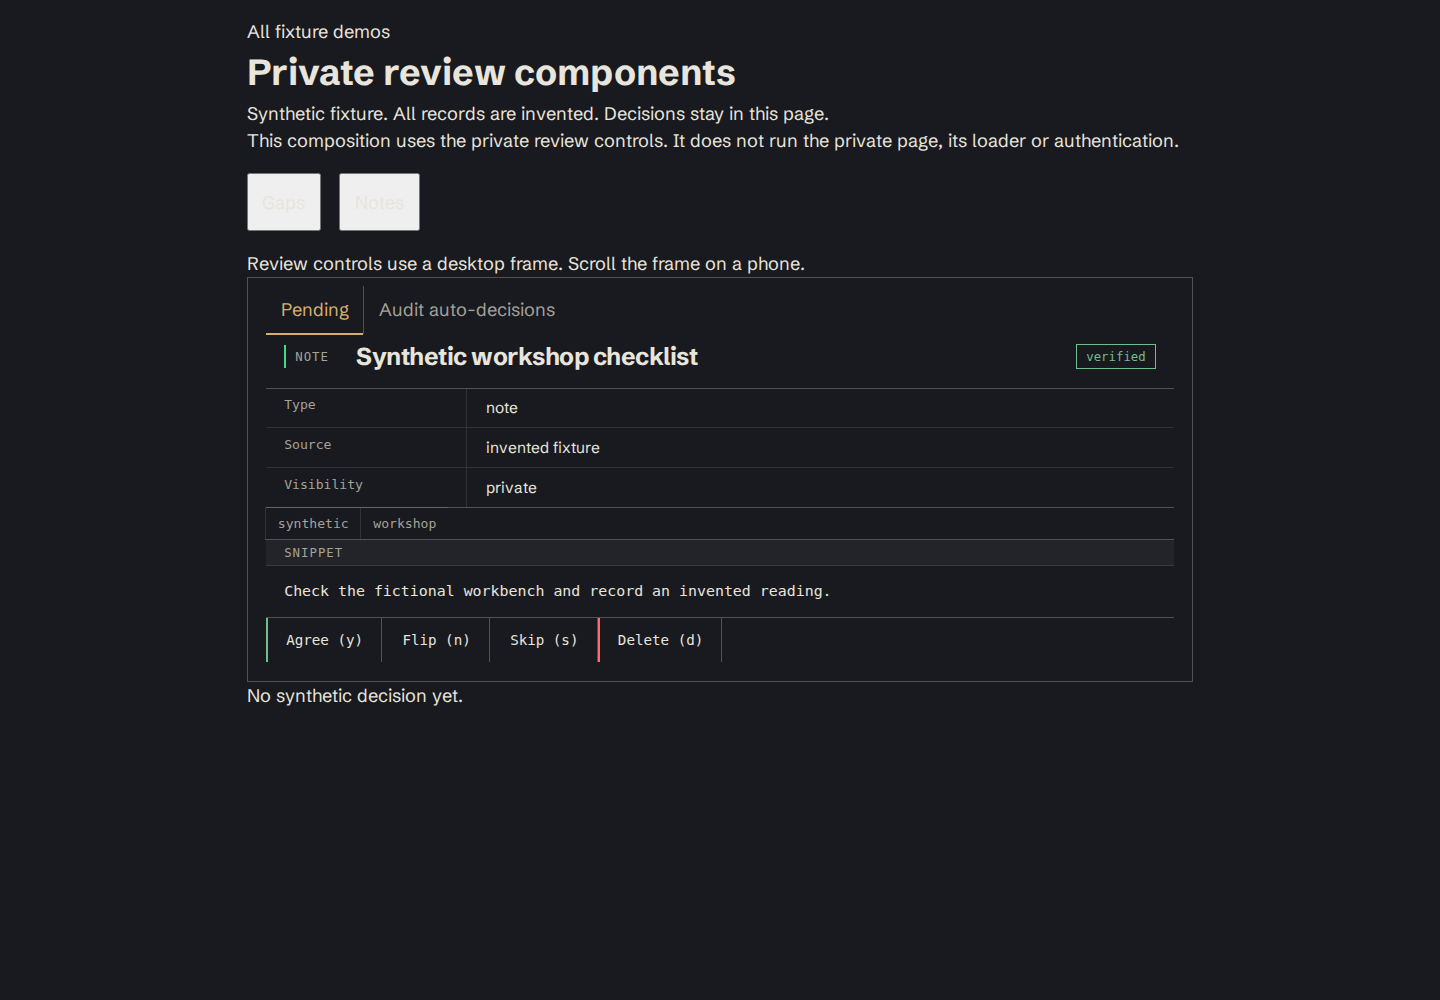 All fixture demos
Private review components
Synthetic fixture. All records are invented. Decisions stay in this page.
This composition uses the private review controls. It does not run the private page, its loader or authentication.
Gaps Notes
Review controls use a desktop frame. Scroll the frame on a phone.
Pending Audit auto-decisions
NOTE Synthetic workshop checklist verified
Type note
Source invented fixture
Visibility private
synthetic workshop
SNIPPET
Check the fictional workbench and record an invented reading.
Agree (y) Flip (n) Skip (s) Delete (d)
No synthetic decision yet.